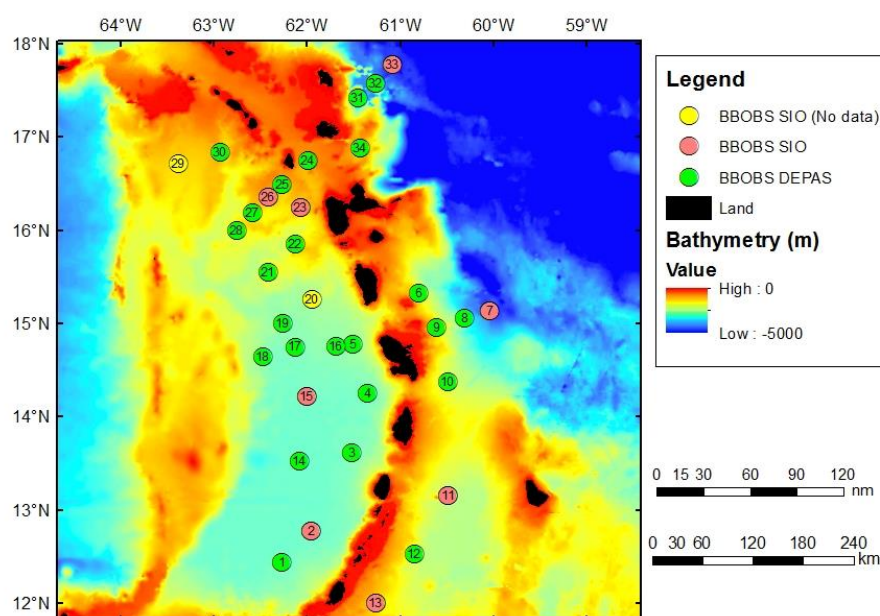 64°W 63°W 62°W 61°W 60°W 59°W
18°N
33
32
31
17°N
34
30
24
29
25
26
23
27
28
16°N
22
21
6
20
7
8
19
15°N
9
17
16
5
18
10
4
15
14°N
3
14
11
13°N
2
12
1
13
12°N
Legend
BBOBS SIO (No data)
BBOBS SIO
BBOBS DEPAS
Land
Bathymetry (m)
Value
High : 0
Low : -5000
0 15 30 60 90 120
nm
0 30 60 120 180 240
km